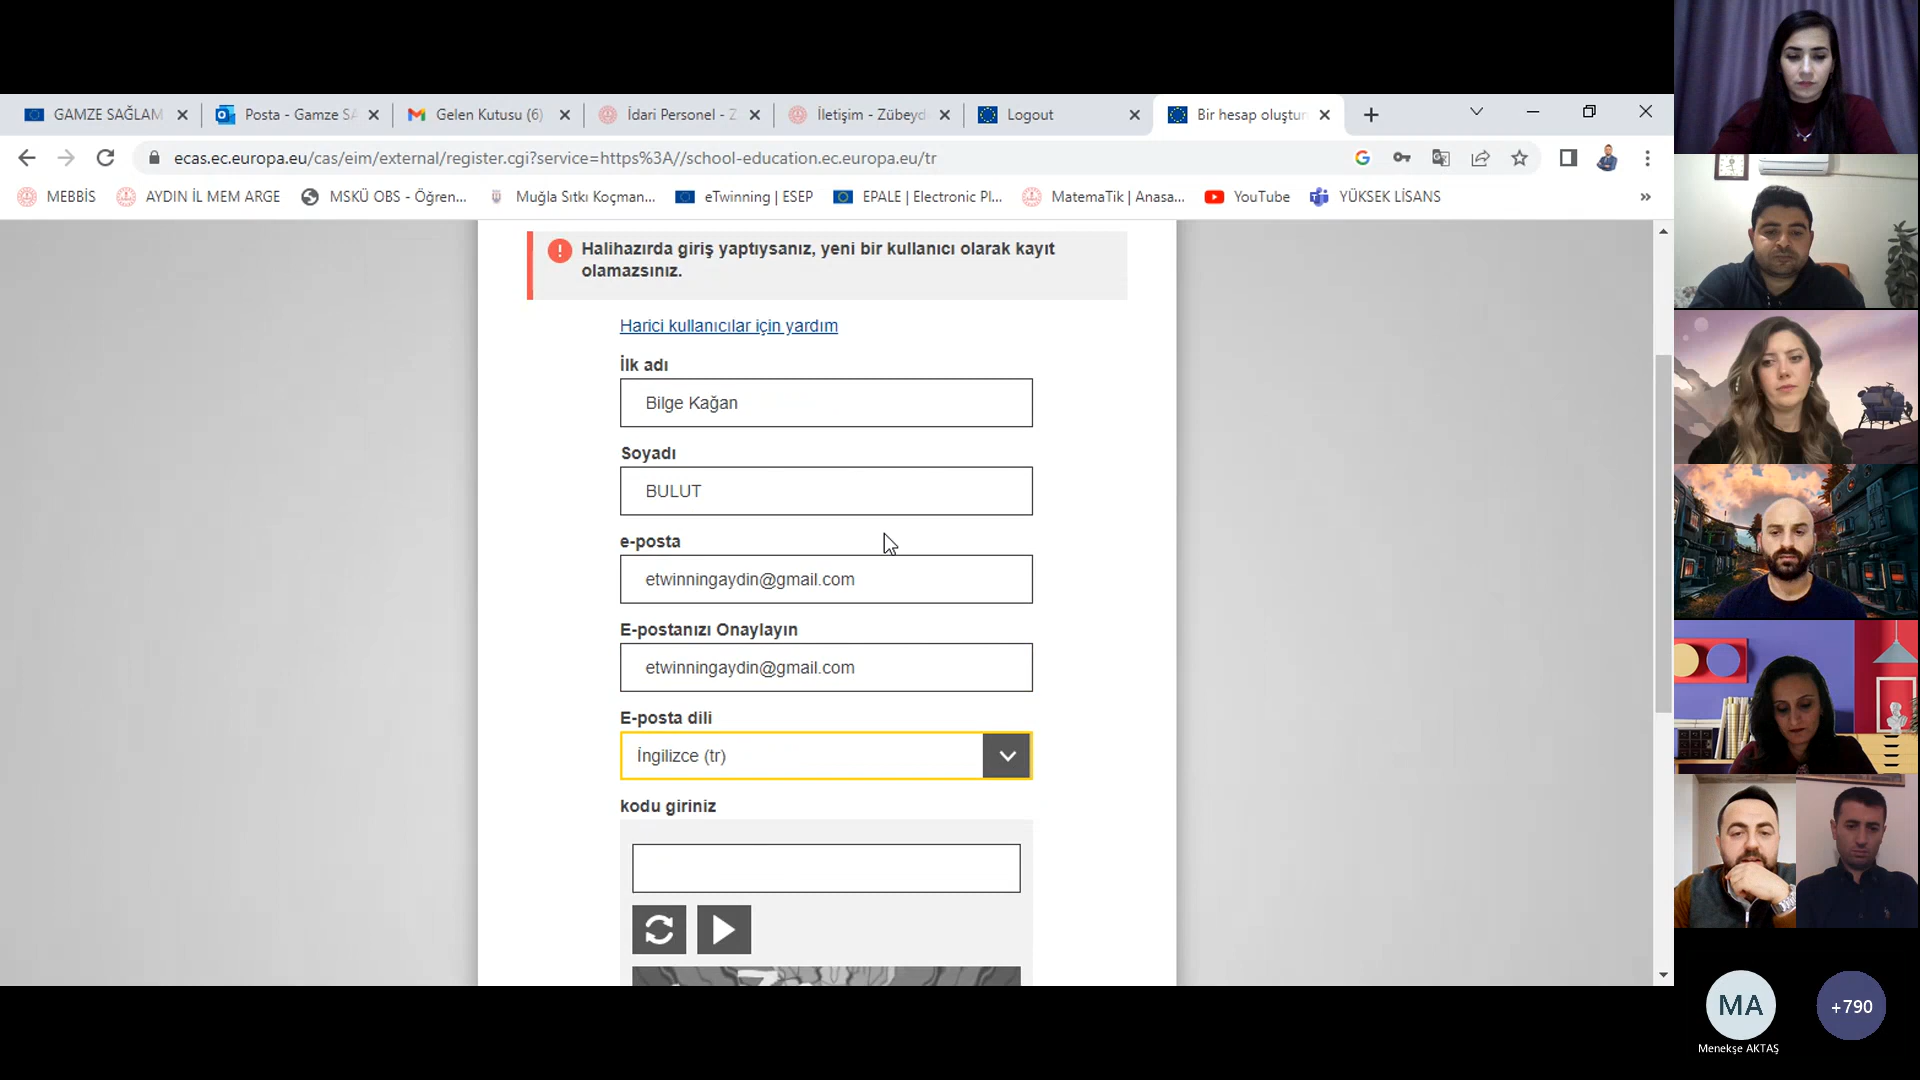 GAMZE SAĞLAM
Posta - Gamze SA
Gelen Kutusu (6)
İdari Personel - Z
İletişim - Zübeyd
Logout
Bir hesap oluştur
ecas.ec.europa.eu/cas/eim/external/register.cgi?service=https%3A//school-education.ec.europa.eu/tr
MEBBİS
AYDIN İL MEM ARGE
MSKÜ OBS - Öğren...
Muğla Sıtkı Koçman...
eTwinning | ESEP
EPALE | Electronic Pl...
MatemaTik | Anasa...
YouTube
YÜKSEK LİSANS
»
Halihazırda giriş yaptıysanız, yeni bir kullanıcı olarak kayıt
olamazsınız.
Harici kullanıcılar için yardım
İlk adı
Bilge Kağan
Soyadı
BULUT
e-posta
etwinningaydin@gmail.com
E-postanızı Onaylayın
etwinningaydin@gmail.com
E-posta dili
İngilizce (tr)
kodu giriniz
MA
+790
Menekşe AKTAŞ